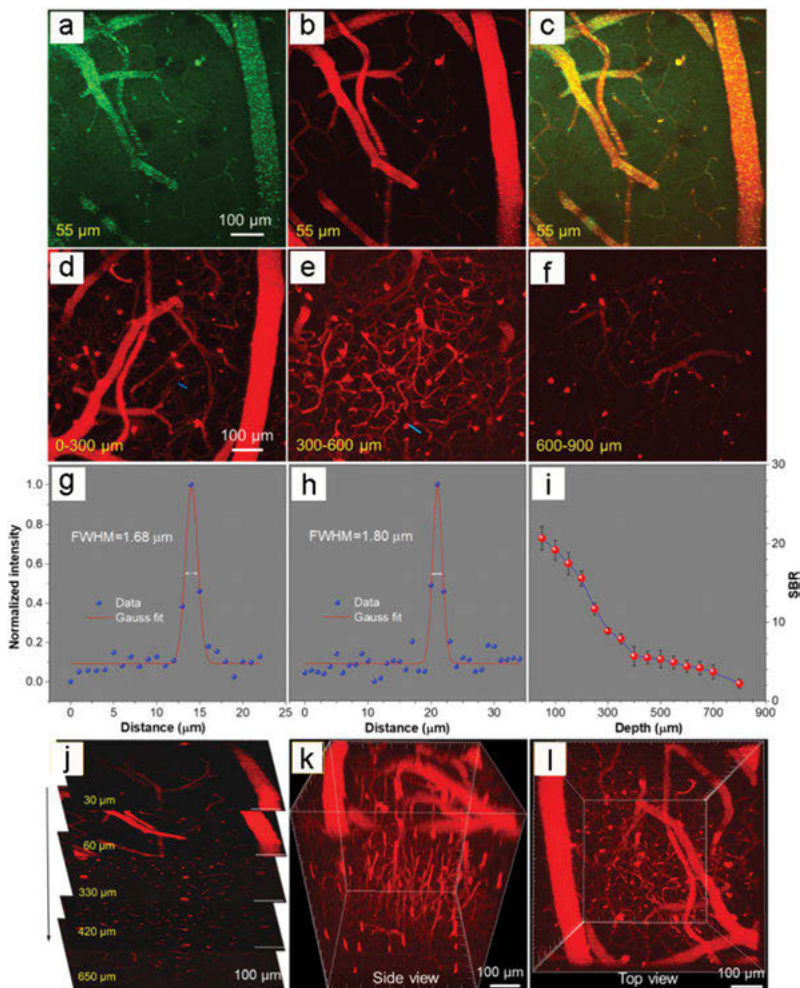 a
b
c
55 μm
100 μm
55 μm
55 μm
d
e
f
0-300 μm
100 μm
300-600 μm
600-900 μm
g
h
i
FWHM=1.68 μm
FWHM=1.80 μm
Normalized intensity
1.0
0.8
0.6
0.4
0.2
0.0
Data
Gauss fit
Data
Gauss fit
SBR
30
20
10
0
0 5 10 15 20 25
0 10 20 30
100 300 500 700 900
Distance (μm)
Distance (μm)
Depth (μm)
j
k
l
30 μm
60 μm
330 μm
420 μm
650 μm
100 μm
Side view
100 μm
Top view
100 μm